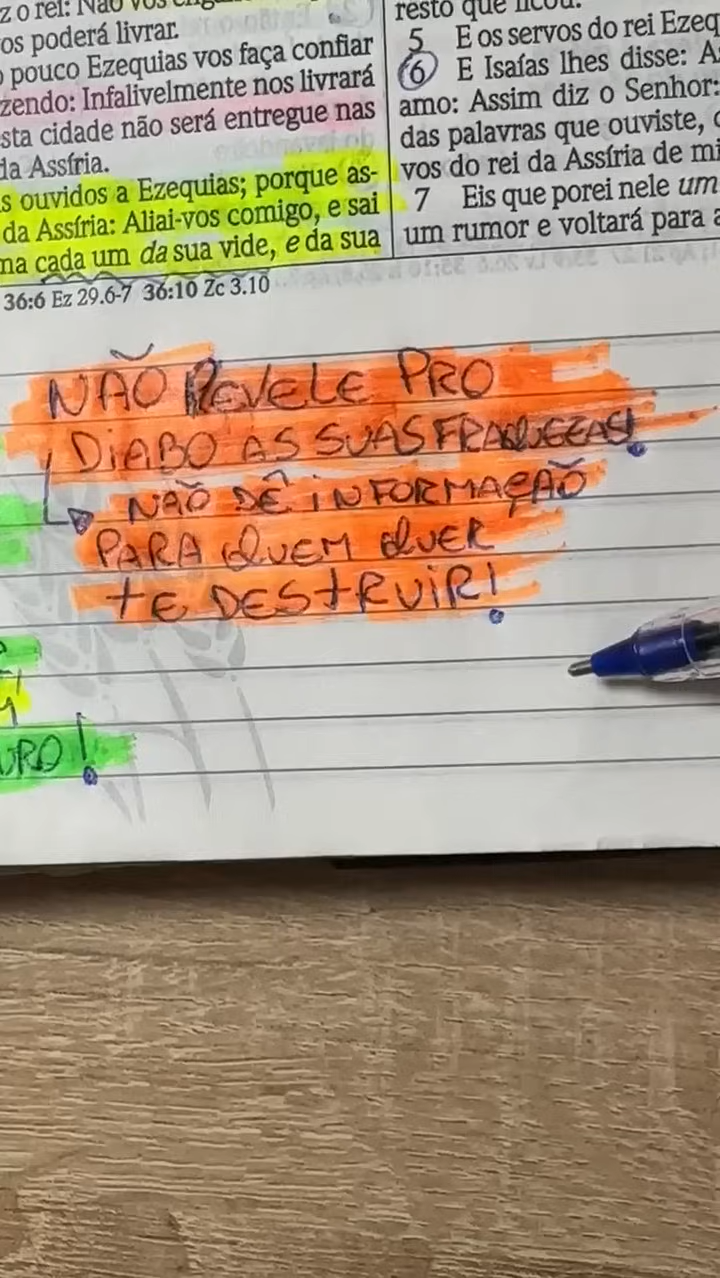 z o rei: Não vos
os poderá livrar.
pouco Ezequias vos faça confiar
zendo: Infalivelmente nos livrará
sta cidade não será entregue nas
da Assíria.
s ouvidos a Ezequias; porque as-
da Assíria: Aliai-vos comigo, e sai
ma cada um da sua vide, e da sua
36:6 Ez 29.6-7 36:10 Zc 3.10
resto que ficou.
5 E os servos do rei Ezeq
6 E Isaías lhes disse: A
amo: Assim diz o Senhor:
das palavras que ouviste, c
vos do rei da Assíria de mi
7 Eis que porei nele um
um rumor e voltará para a
NÃO REVELE PRO
DIABO AS SUAS FRAQUEZAS!
NÃO DÊ INFORMAÇÃO
PARA QUEM QUER
TE DESTRUIR!
URO!